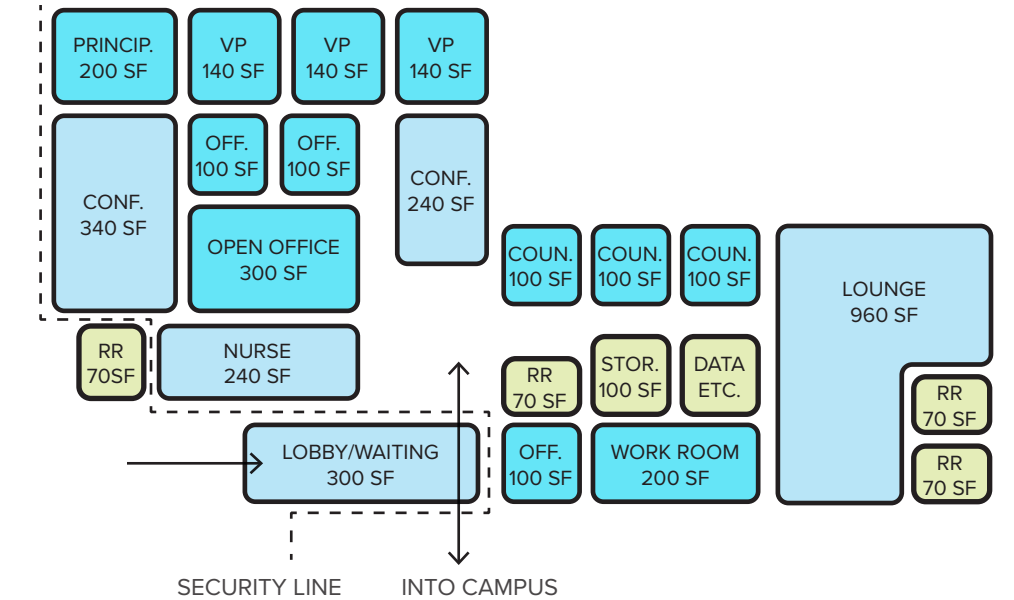 PRINCIP.
200 SF
VP
140 SF
VP
140 SF
VP
140 SF
CONF.
340 SF
OFF.
100 SF
OFF.
100 SF
CONF.
240 SF
OPEN OFFICE
300 SF
COUN.
100 SF
COUN.
100 SF
COUN.
100 SF
LOUNGE
960 SF
RR
70SF
NURSE
240 SF
RR
70 SF
STOR.
100 SF
DATA
ETC.
RR
70 SF
LOBBY/WAITING
300 SF
OFF.
100 SF
WORK ROOM
200 SF
RR
70 SF
SECURITY LINE
INTO CAMPUS